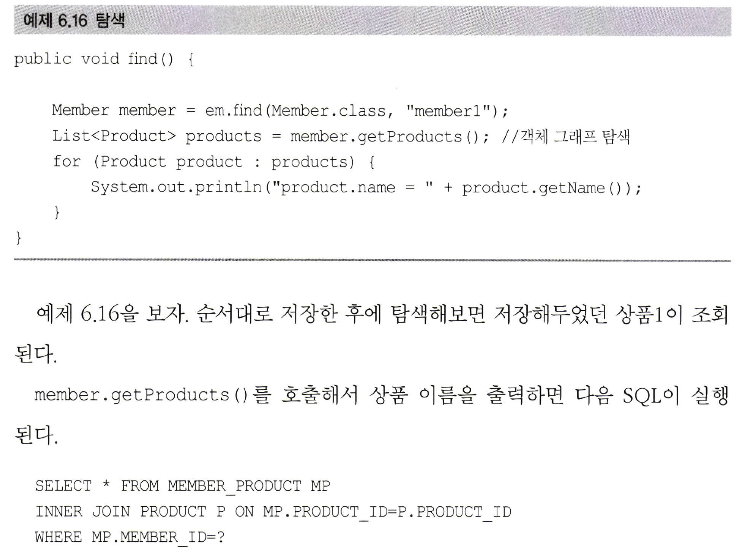 예제 6.16 탐색
public void find() {
Member member = em.find(Member.class, "member1");
List<Product> products = member.getProducts(); //객체 그래프 탐색
for (Product product : products) {
System.out.println("product.name = " + product.getName());
}
}
예제 6.16을 보자. 순서대로 저장한 후에 탐색해보면 저장해두었던 상품1이 조회
된다.
member.getProducts()를 호출해서 상품 이름을 출력하면 다음 SQL이 실행
된다.
SELECT * FROM MEMBER_PRODUCT MP
INNER JOIN PRODUCT P ON MP.PRODUCT_ID=P.PRODUCT_ID
WHERE MP.MEMBER_ID=?